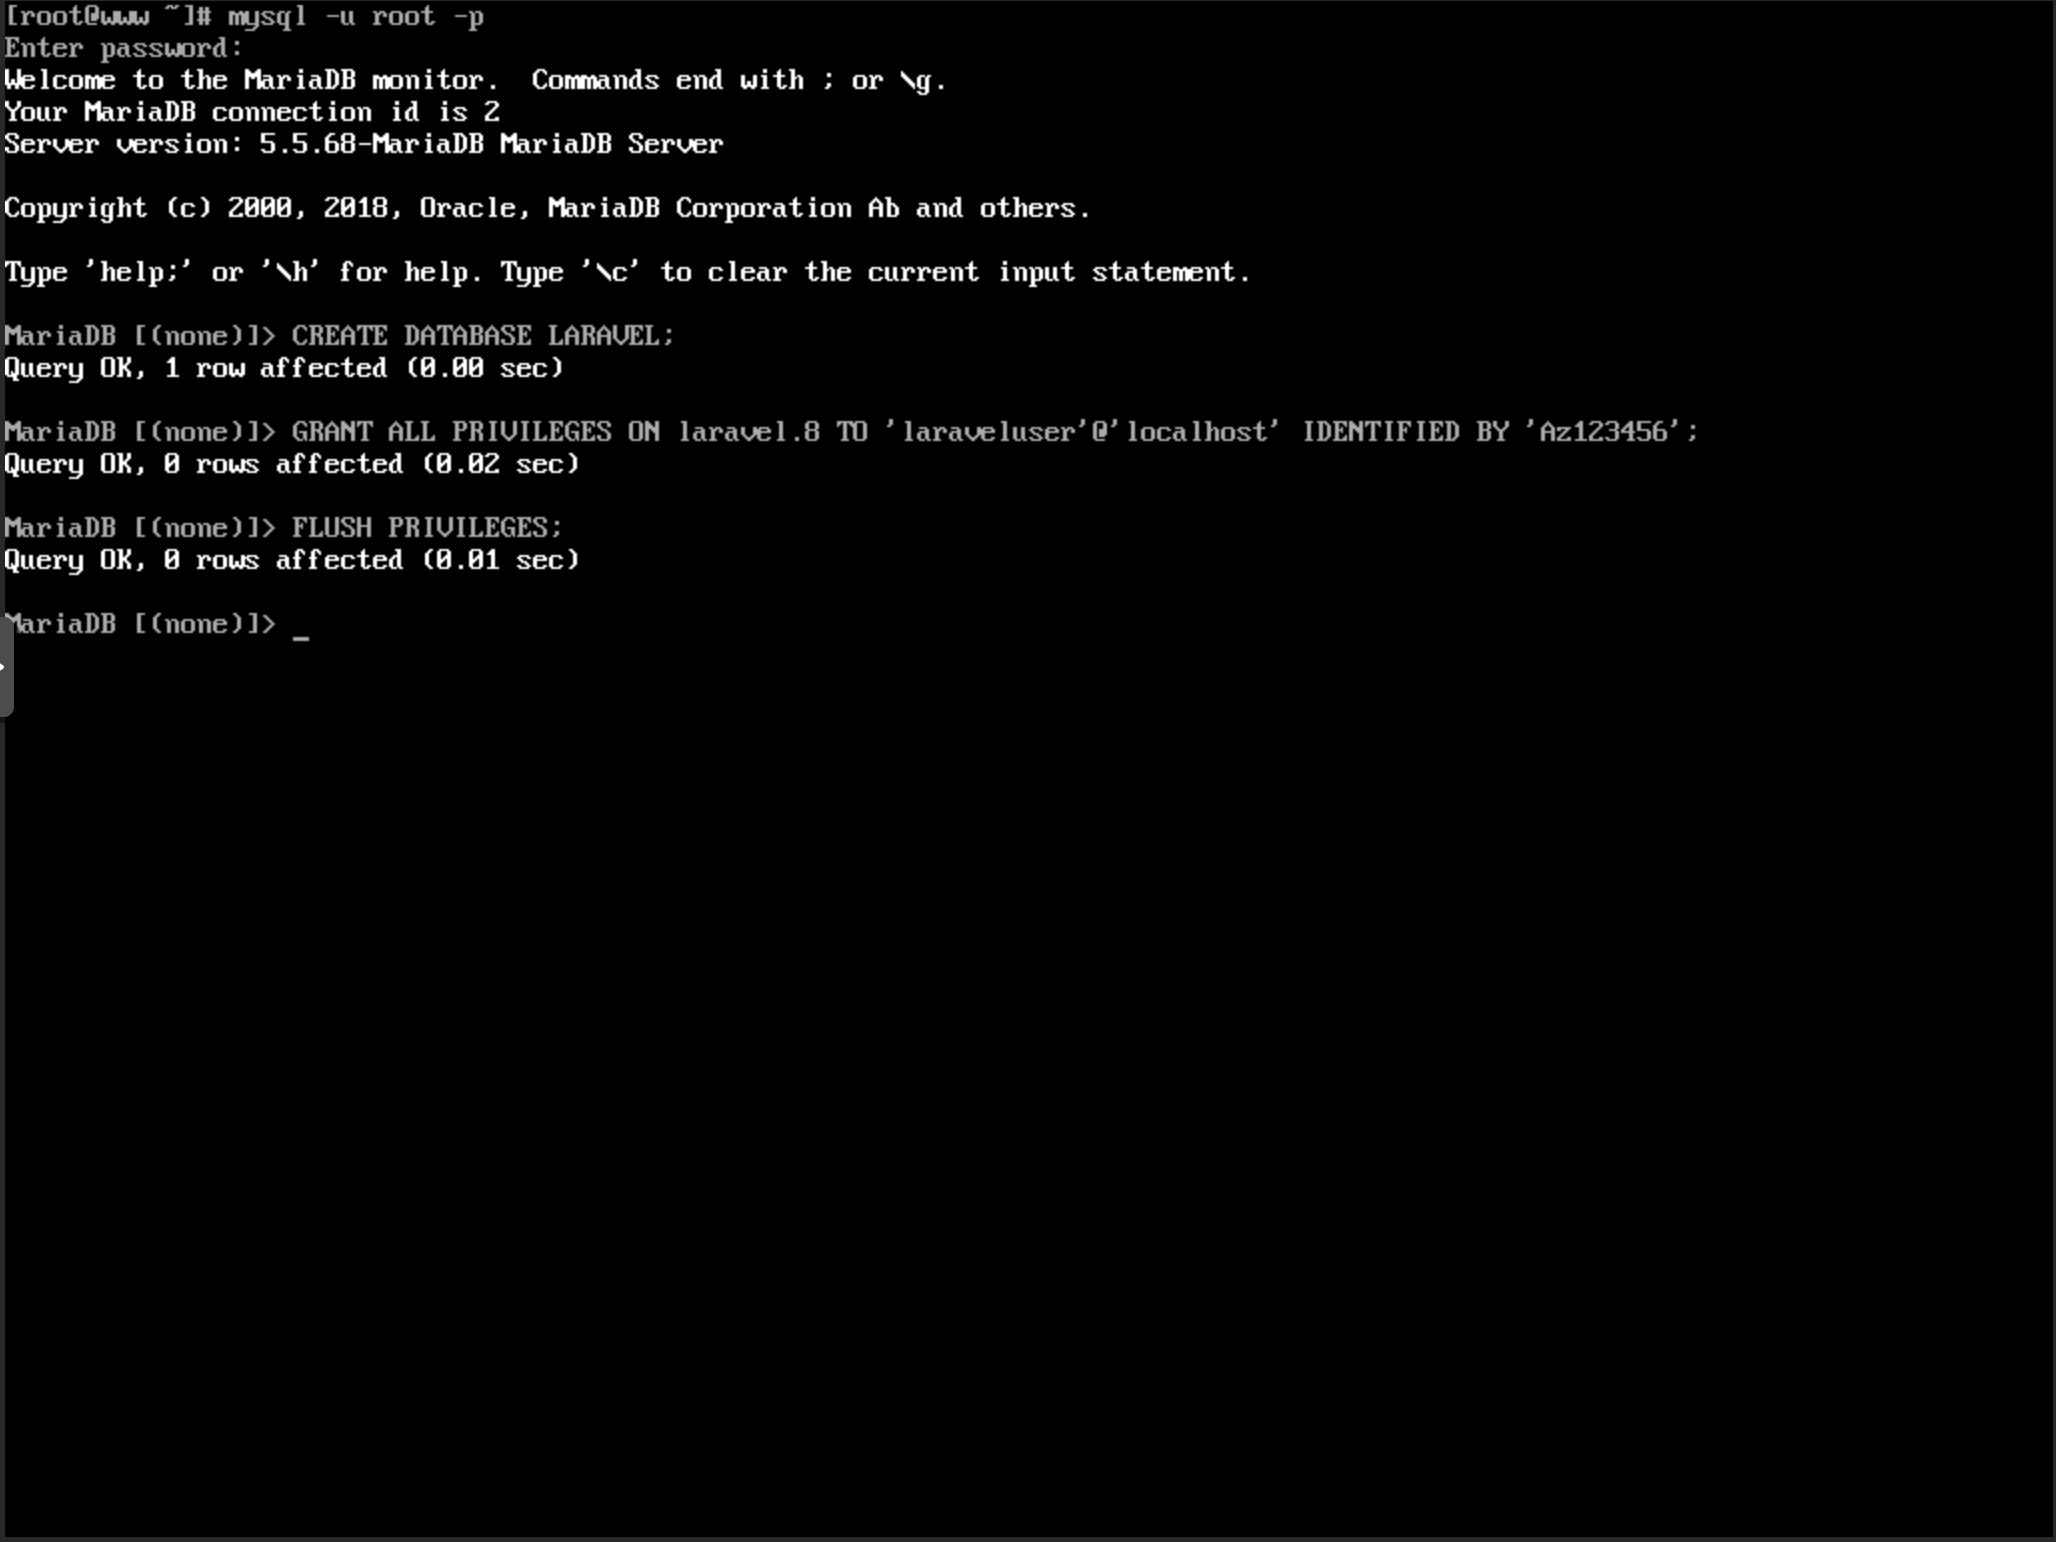 [root@www ~]# mysql -u root -p
Enter password:
Welcome to the MariaDB monitor.  Commands end with ; or \g.
Your MariaDB connection id is 2
Server version: 5.5.68-MariaDB MariaDB Server
Copyright (c) 2000, 2018, Oracle, MariaDB Corporation Ab and others.
Type 'help;' or '\h' for help. Type '\c' to clear the current input statement.
MariaDB [(none)]> CREATE DATABASE LARAVEL;
Query OK, 1 row affected (0.00 sec)
MariaDB [(none)]> GRANT ALL PRIVILEGES ON laravel.8 TO 'laraveluser'@'localhost' IDENTIFIED BY 'Az123456';
Query OK, 0 rows affected (0.02 sec)
MariaDB [(none)]> FLUSH PRIVILEGES;
Query OK, 0 rows affected (0.01 sec)
MariaDB [(none)]> _